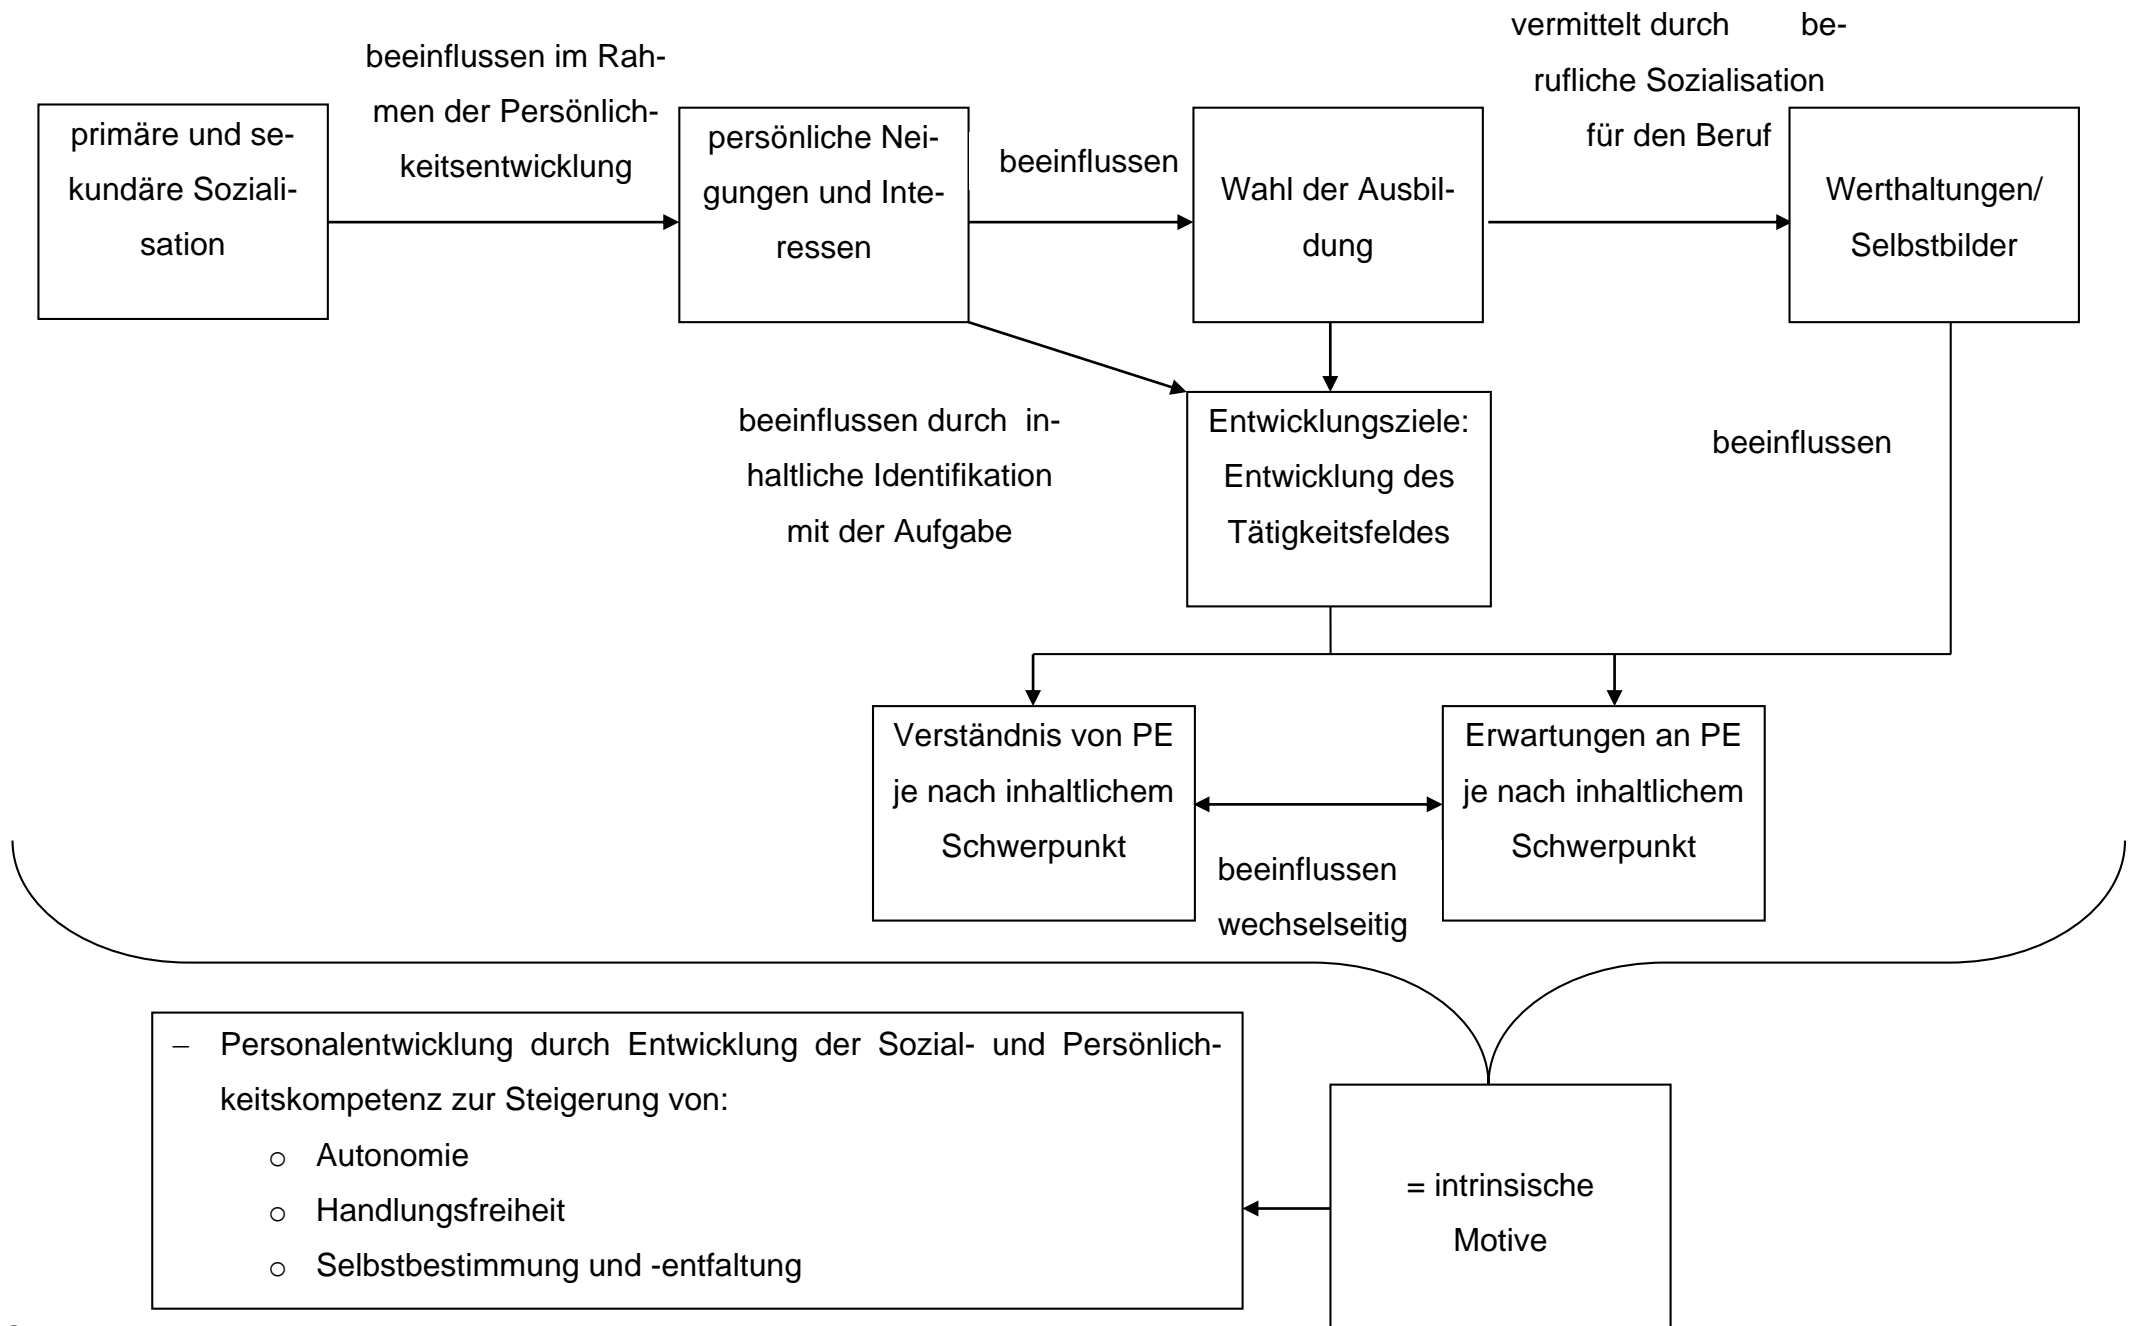 primäre und se-
kundäre Soziali-
sation
beeinflussen im Rah-
men der Persönlich-
keitsentwicklung
persönliche Nei-
gungen und Inte-
ressen
beeinflussen
Wahl der Ausbil-
dung
vermittelt durch be-
rufliche Sozialisation
für den Beruf
Werthaltungen/
Selbstbilder
beeinflussen durch in-
haltliche Identifikation
mit der Aufgabe
Entwicklungsziele:
Entwicklung des
Tätigkeitsfeldes
beeinflussen
Verständnis von PE
je nach inhaltlichem
Schwerpunkt
beeinflussen
wechselseitig
Erwartungen an PE
je nach inhaltlichem
Schwerpunkt
– Personalentwicklung durch Entwicklung der Sozial- und Persönlich-
keitskompetenz zur Steigerung von:
o Autonomie
o Handlungsfreiheit
o Selbstbestimmung und -entfaltung
= intrinsische
Motive